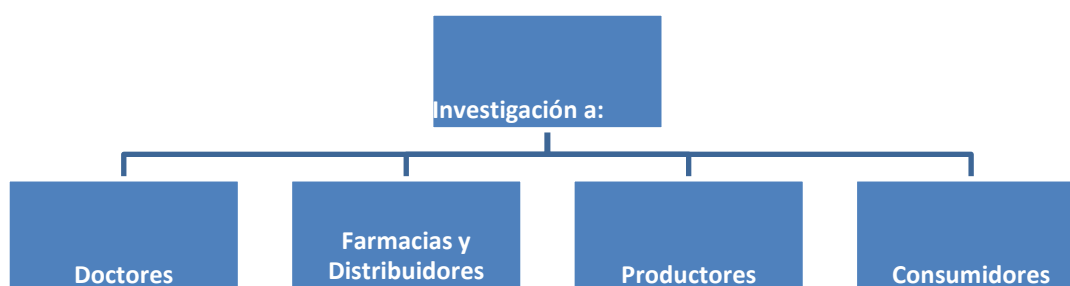 Investigación a:
Doctores
Farmacias y
Distribuidores
Productores
Consumidores